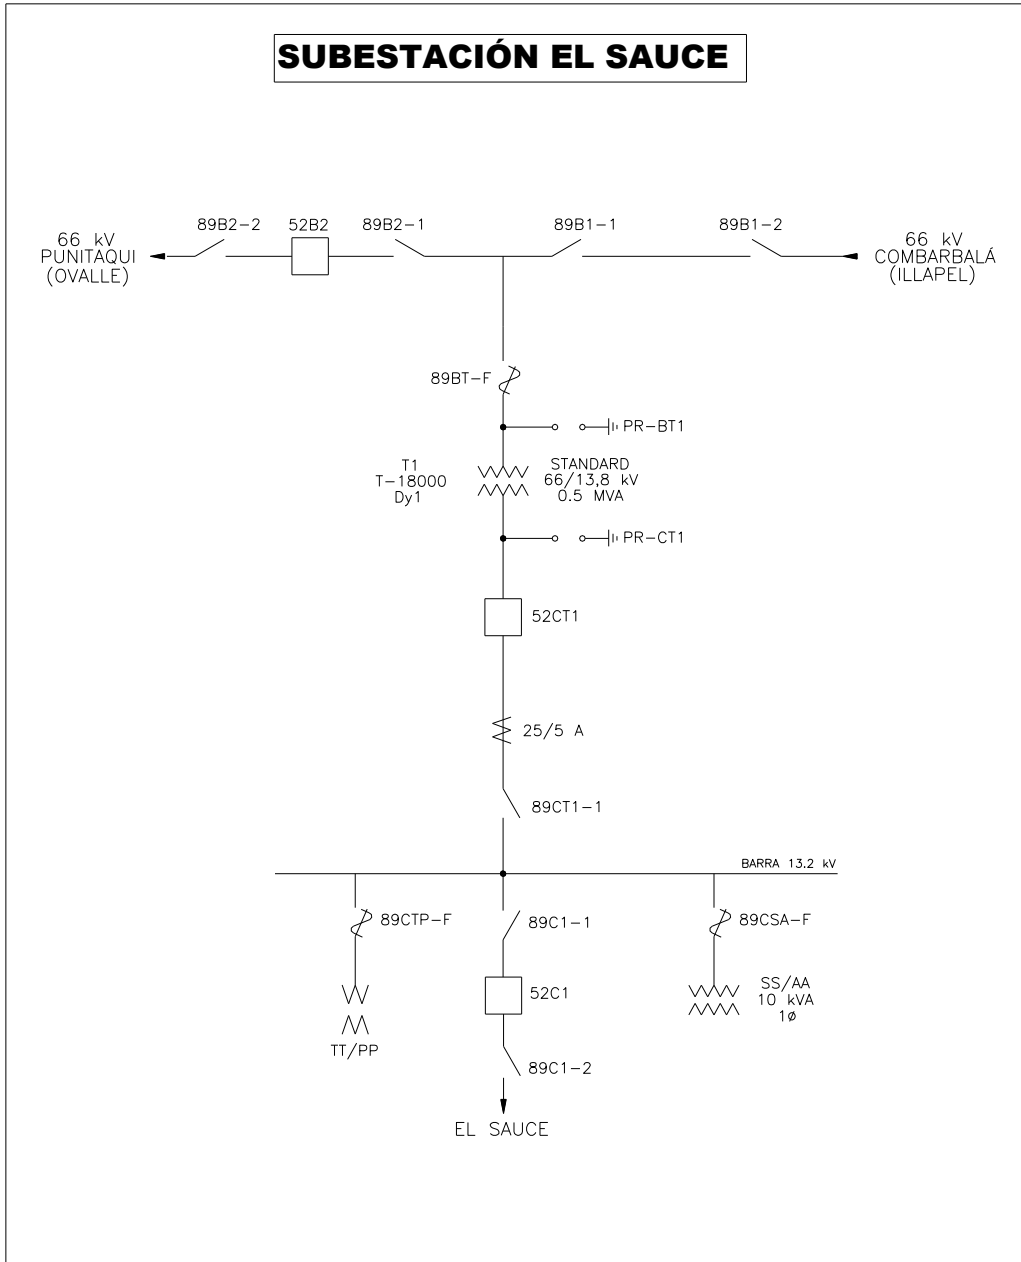 SUBESTACIÓN EL SAUCE
89B2-2
52B2
89B2-1
89B1-1
89B1-2
66 kV
PUNITAQUI
(OVALLE)
66 kV
COMBARBALÁ
(ILLAPEL)
89BT-F
PR-BT1
T1
T-18000
Dy1
STANDARD
66/13,8 kV
0.5 MVA
PR-CT1
52CT1
25/5 A
89CT1-1
BARRA 13.2 kV
89CTP-F
89C1-1
89CSA-F
52C1
SS/AA
10 kVA
1ø
TT/PP
89C1-2
EL SAUCE